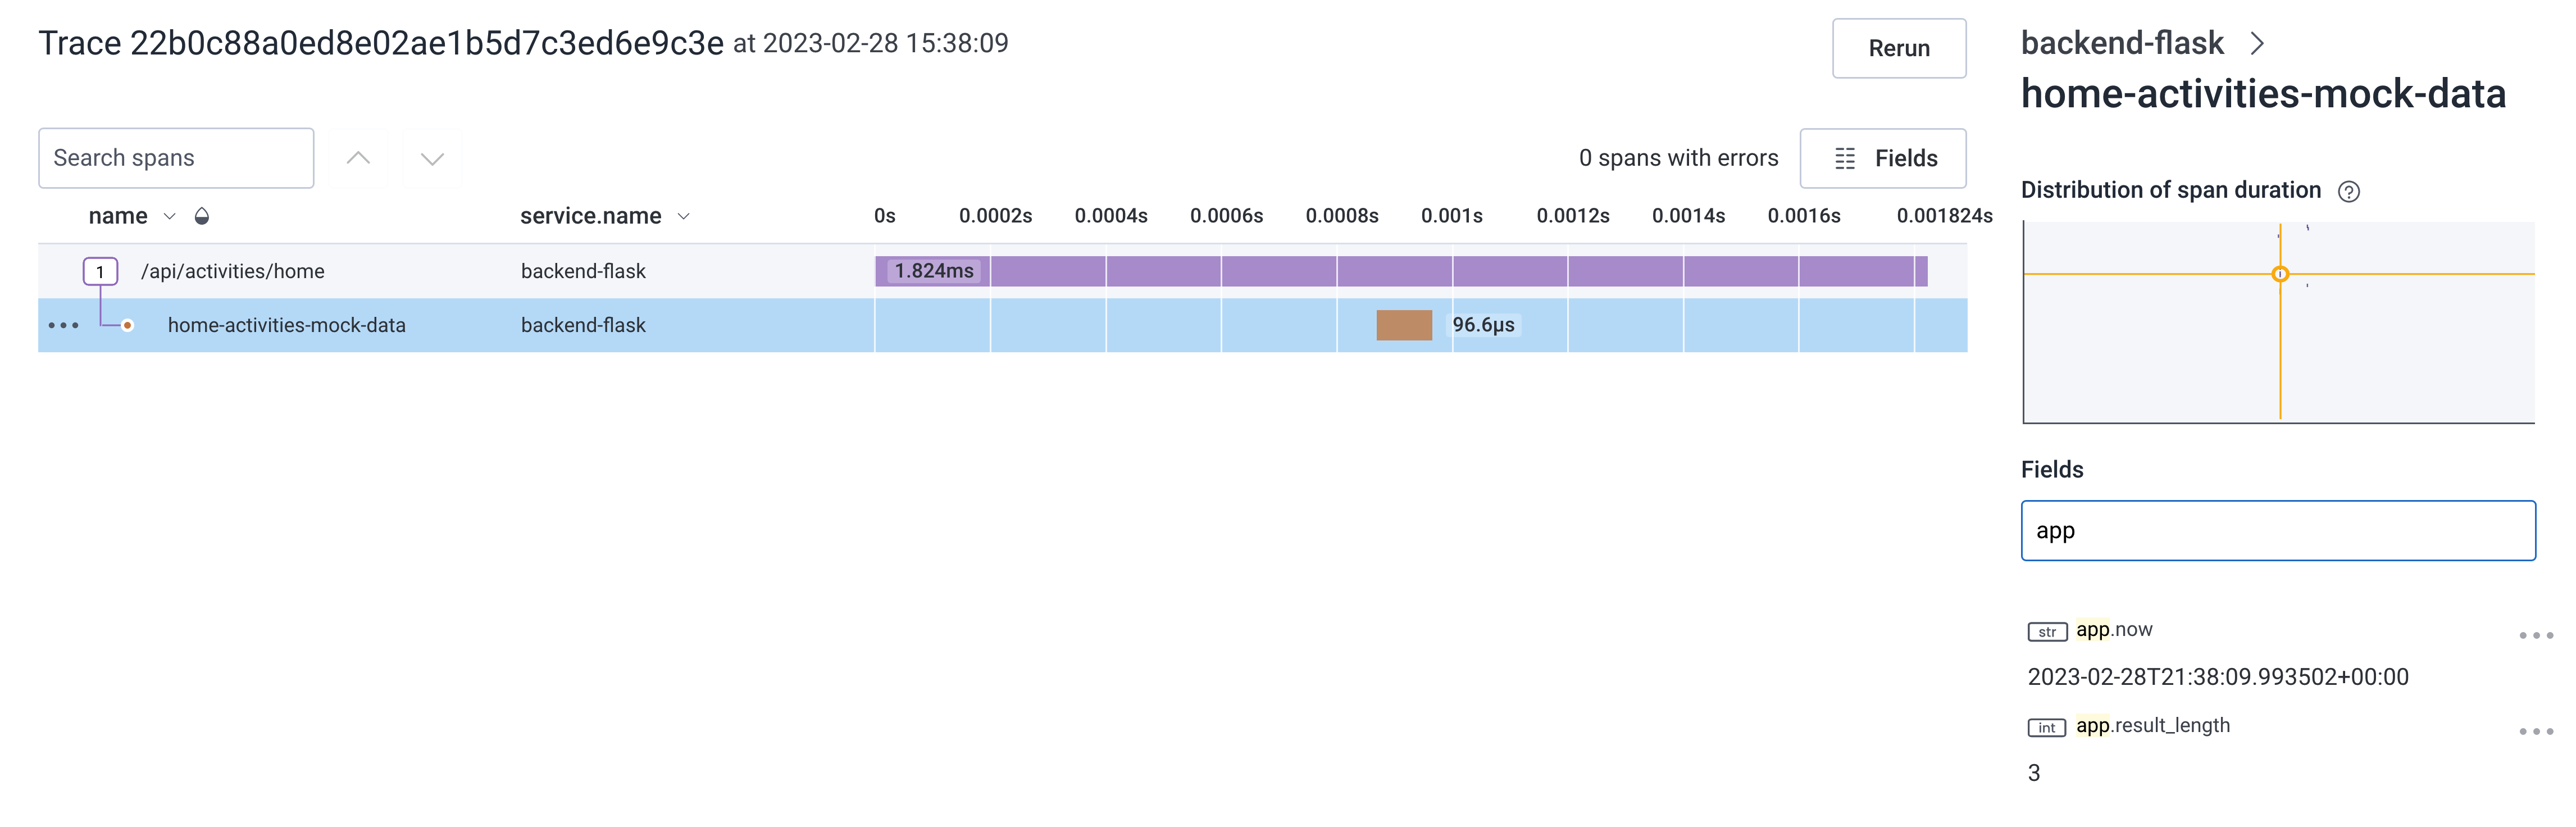 Trace 22b0c88a0ed8e02ae1b5d7c3ed6e9c3e at 2023-02-28 15:38:09
Rerun
Search spans
0 spans with errors
Fields
name
service.name
0s 0.0002s 0.0004s 0.0006s 0.0008s 0.001s 0.0012s 0.0014s 0.0016s 0.001824s
1 /api/activities/home backend-flask 1.824ms
home-activities-mock-data backend-flask 96.6μs
backend-flask
home-activities-mock-data
Distribution of span duration ?
Fields
app
str app.now
2023-02-28T21:38:09.993502+00:00
int app.result_length
3